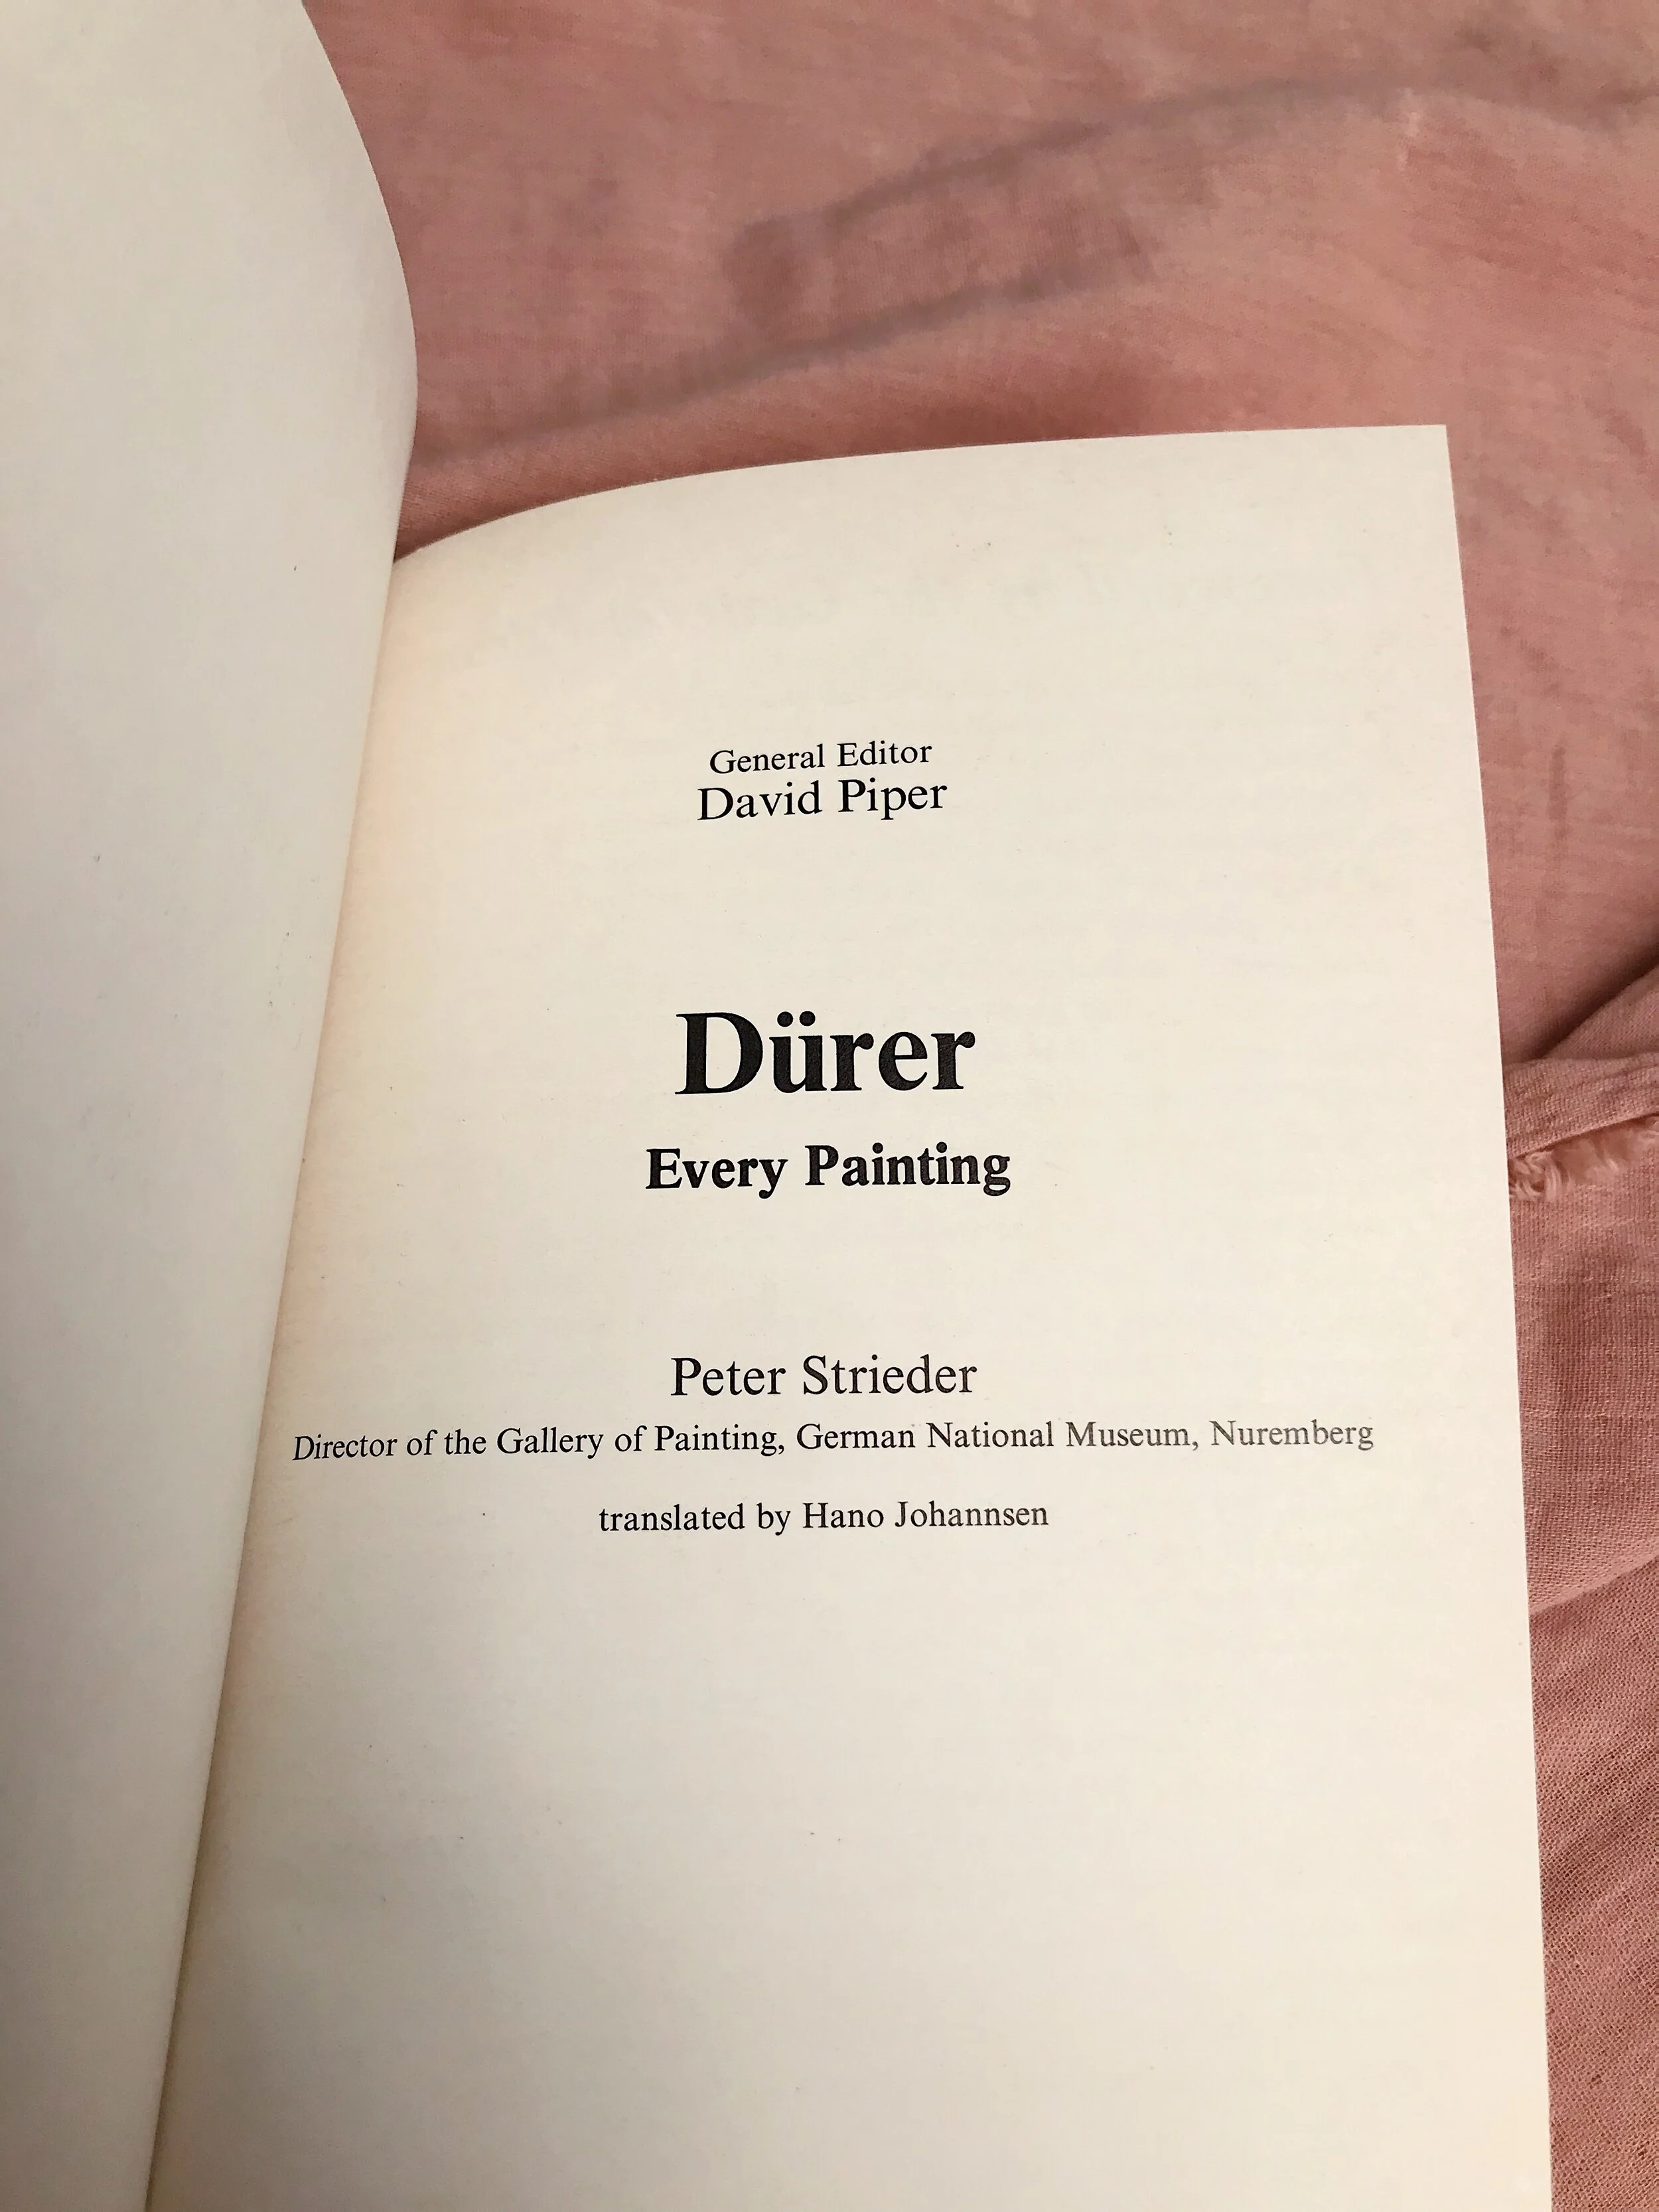 General Editor
David Piper
Dürer
Every Painting
Peter Strieder
Director of the Gallery of Painting, German National Museum, Nuremberg
translated by Hano Johannsen